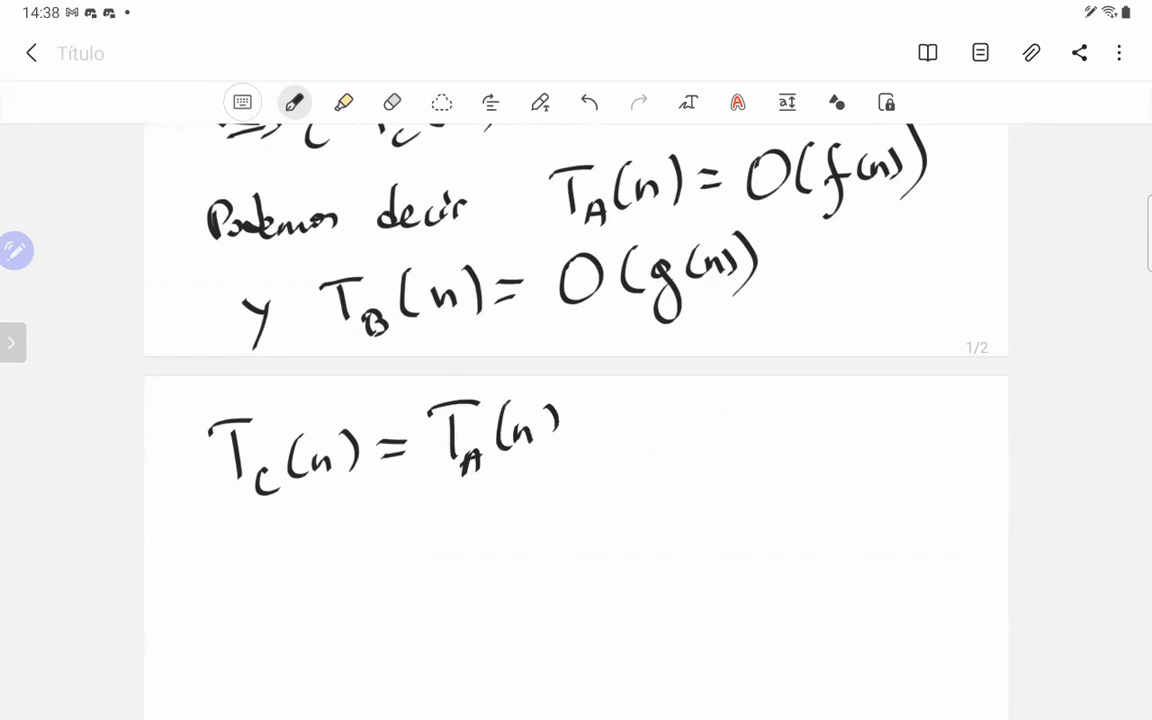 14:38
Título
Podemos decir T_A(n) = O(f(n))
y T_B(n) = O(g(n))
1/2
T_C(n) = T_A(n)